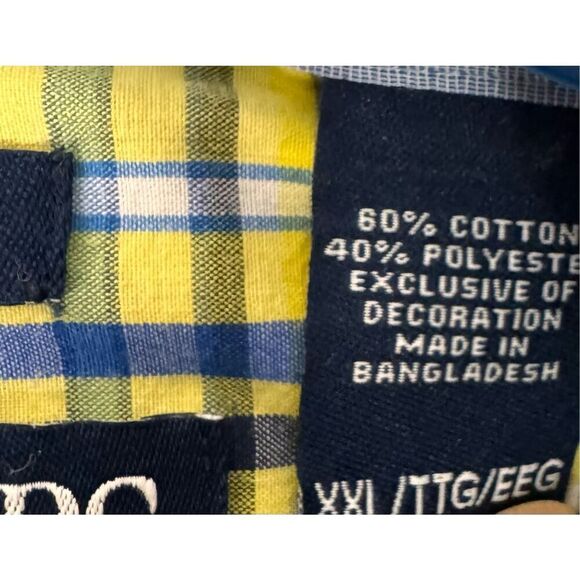 60% COTTON
40% POLYESTE
EXCLUSIVE OF
DECORATION
MADE IN
BANGLADESH
XXL/TTG/EEG